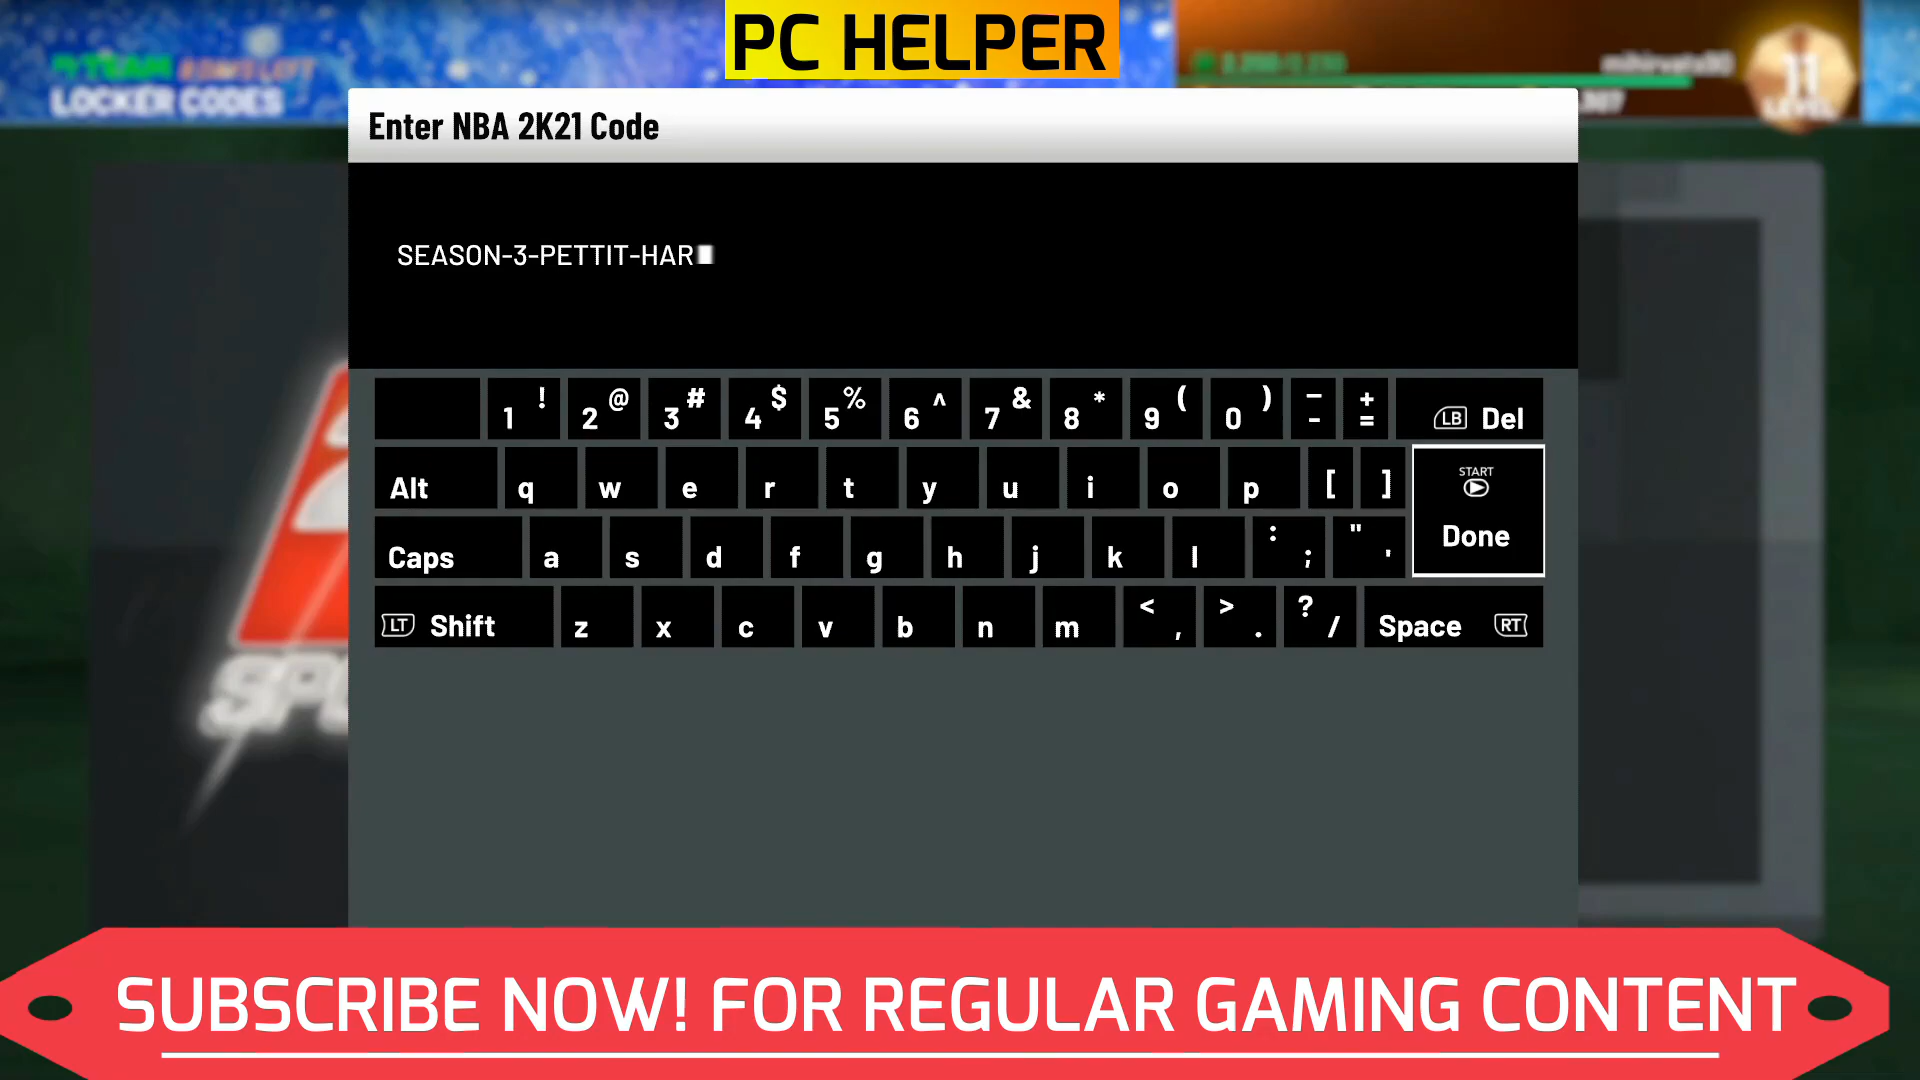 PC HELPER
LOCKER CODES
11
LEVEL
Enter NBA 2K21 Code
SEASON-3-PETTIT-HAR
1 ! 2 @ 3 # 4 $ 5 % 6 ^ 7 & 8 * 9 ( 0 ) - _ = + LB Del
Alt q w e r t y u i o p [ ] START Done
Caps a s d f g h j k l ; : ' "
LT Shift z x c v b n m , < . > / ? Space RT
SUBSCRIBE NOW! FOR REGULAR GAMING CONTENT